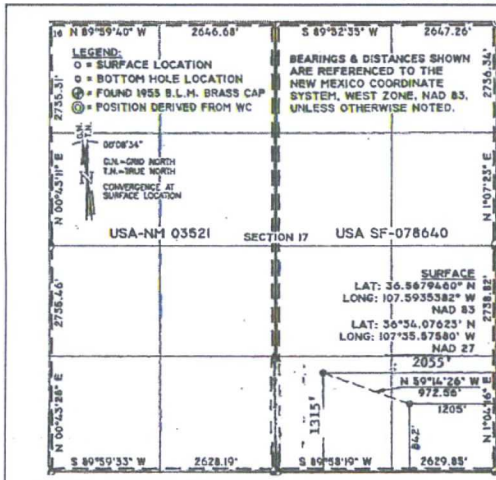 16 N 89°59'40" W 2646.68' S 89°52'35" W 2747.26'
LEGEND:
O = SURFACE LOCATION
O = BOTTOM HOLE LOCATION
= FOUND 1955 B.L.M. BRASS CAP
= POSITION DERIVED FROM WC
BEARINGS & DISTANCES SHOWN
ARE REFERENCED TO THE
NEW MEXICO COORDINATE
SYSTEM, WEST ZONE, NAD 83,
UNLESS OTHERWISE NOTED.
2735.31'
2736.34'
G.N.
T.N.
00°08'34"
G.N.=GRID NORTH
T.N.=TRUE NORTH
CONVERGENCE AT
SURFACE LOCATION
N 00°43'11" E
N 1°07'23" E
USA-NM 03521 SECTION 17 USA SF-078640
2735.46'
2738.82'
SURFACE
LAT: 36.5679460° N
LONG: 107.5935382° W
NAD 83
LAT: 36°34.07623' N
LONG: 107°35.57580' W
NAD 27
2055'
N 59°14'26" W
972.56'
1205'
1315'
842'
N 00°43'28" E
N 1°04'16" E
S 89°59'33" W 2628.19' S 89°58'19" W 2629.85'